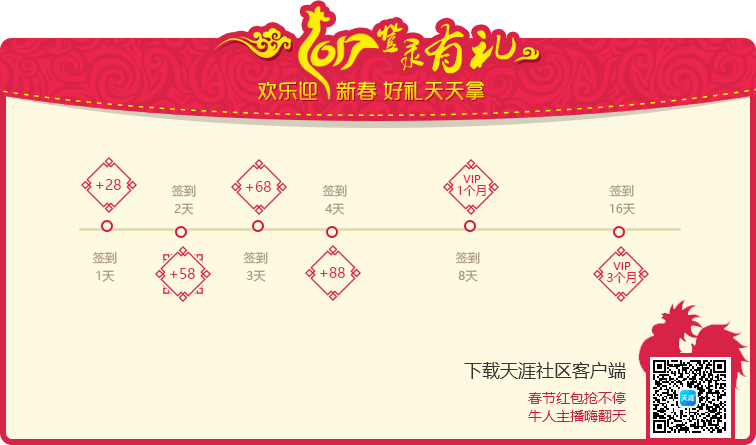 2017登录有礼
欢乐迎新春 好礼天天拿
+28
签到
1天
签到
2天
+58
+68
签到
3天
签到
4天
+88
VIP
1个月
签到
8天
签到
16天
VIP
3个月
下载天涯社区客户端
春节红包抢不停
牛人主播嗨翻天
天涯